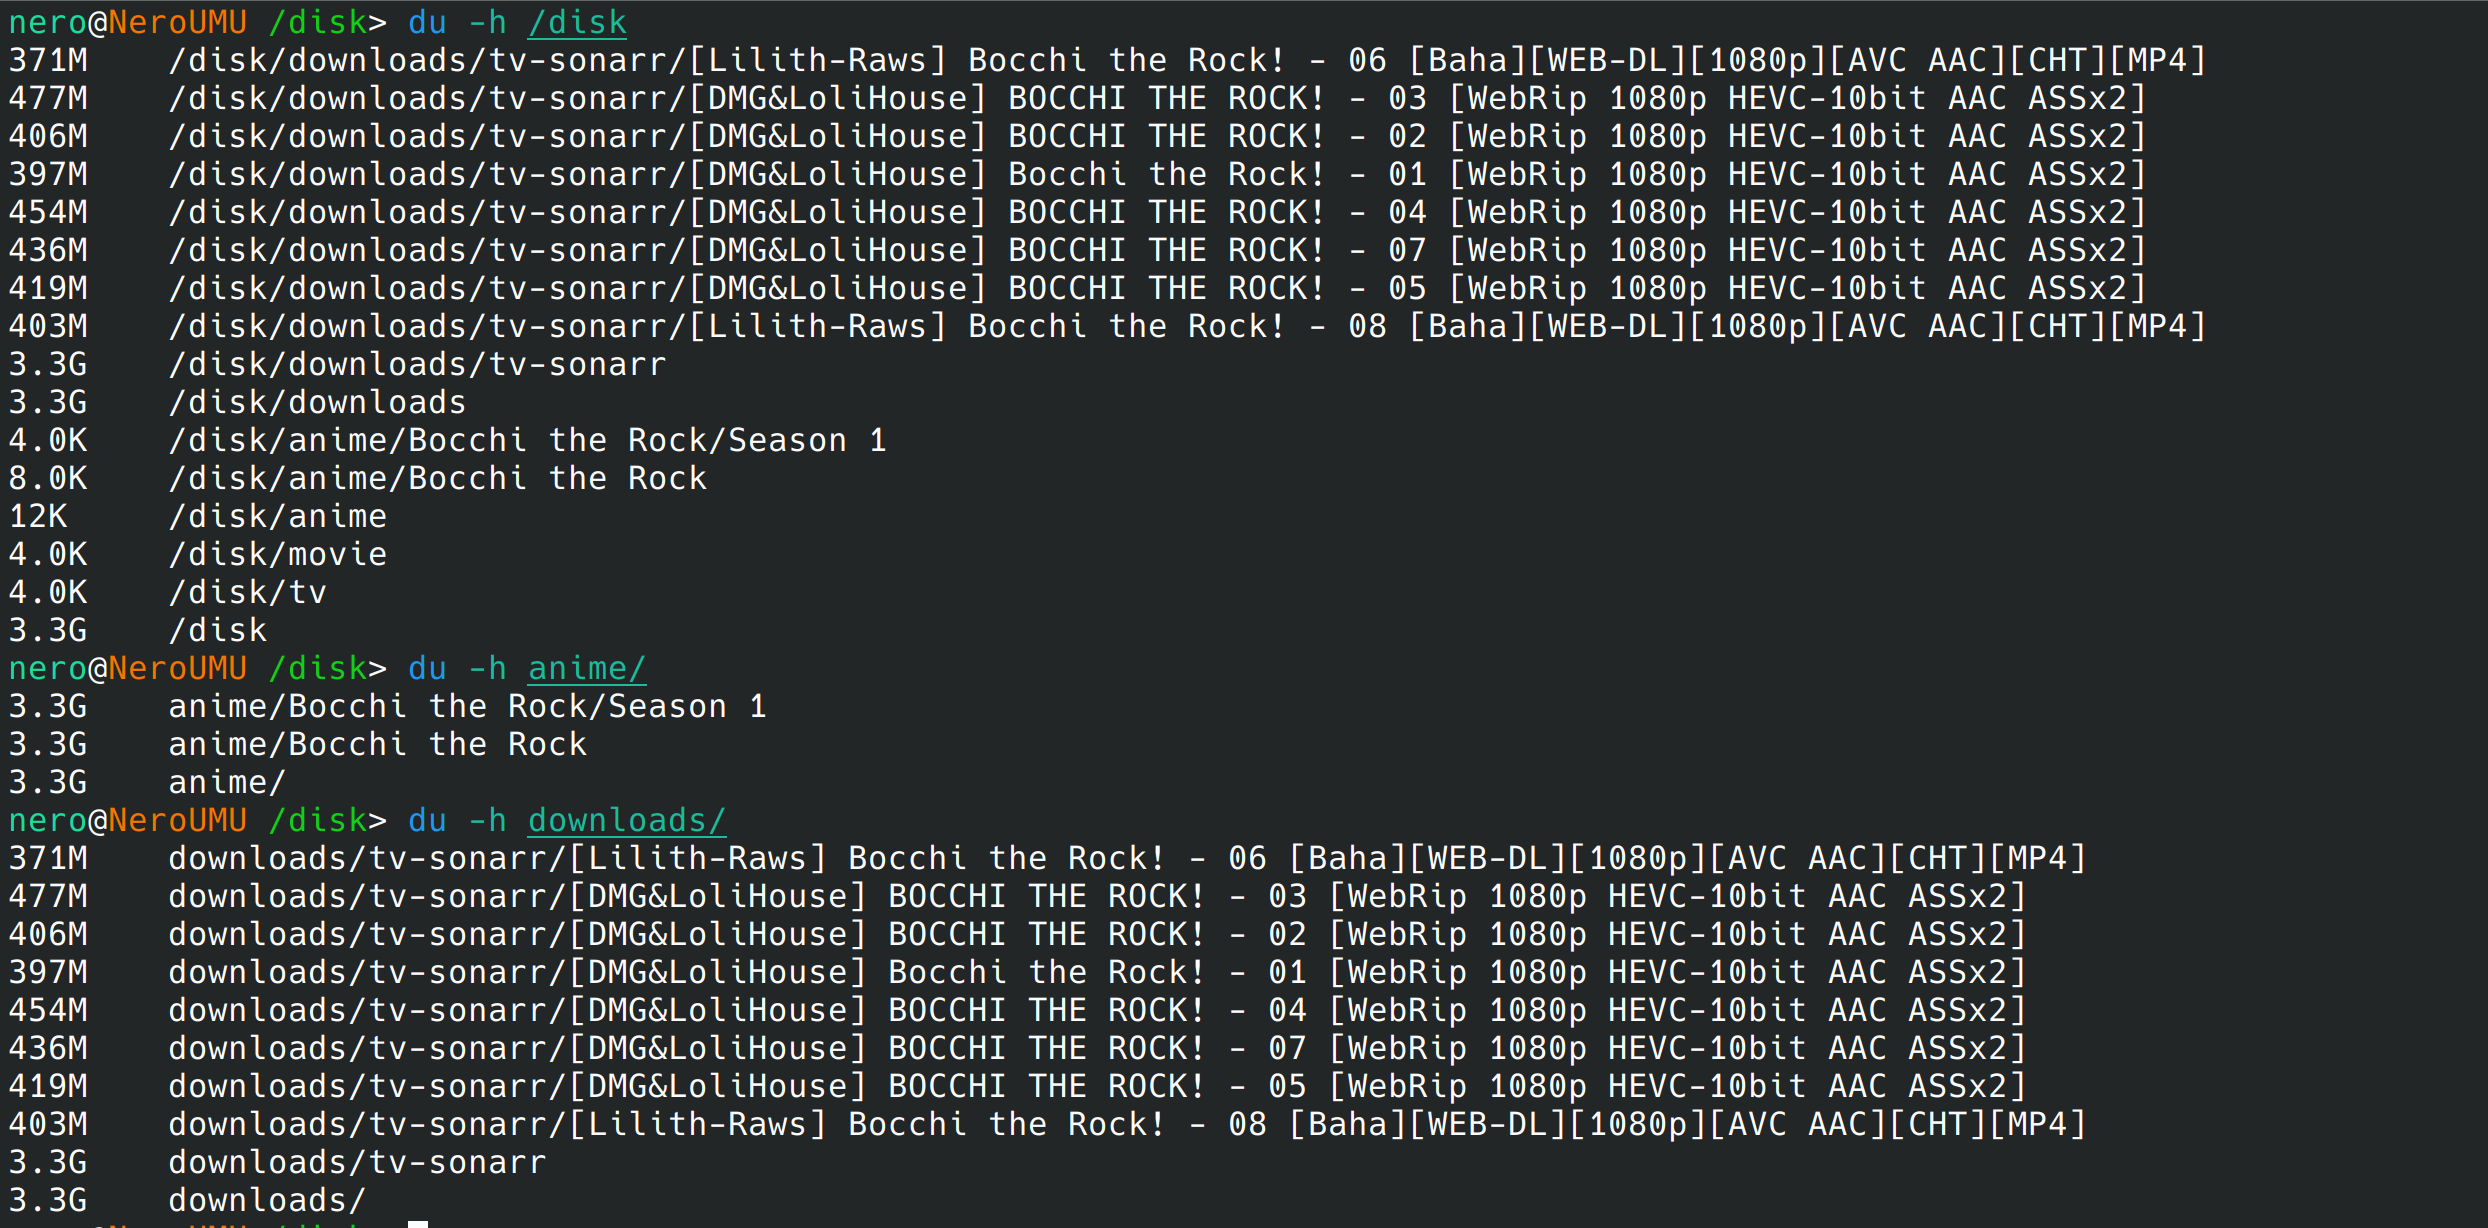 nero@NeroUMU /disk> du -h /disk
371M    /disk/downloads/tv-sonarr/[Lilith-Raws] Bocchi the Rock! - 06 [Baha][WEB-DL][1080p][AVC AAC][CHT][MP4]
477M    /disk/downloads/tv-sonarr/[DMG&LoliHouse] BOCCHI THE ROCK! - 03 [WebRip 1080p HEVC-10bit AAC ASSx2]
406M    /disk/downloads/tv-sonarr/[DMG&LoliHouse] BOCCHI THE ROCK! - 02 [WebRip 1080p HEVC-10bit AAC ASSx2]
397M    /disk/downloads/tv-sonarr/[DMG&LoliHouse] Bocchi the Rock! - 01 [WebRip 1080p HEVC-10bit AAC ASSx2]
454M    /disk/downloads/tv-sonarr/[DMG&LoliHouse] BOCCHI THE ROCK! - 04 [WebRip 1080p HEVC-10bit AAC ASSx2]
436M    /disk/downloads/tv-sonarr/[DMG&LoliHouse] BOCCHI THE ROCK! - 07 [WebRip 1080p HEVC-10bit AAC ASSx2]
419M    /disk/downloads/tv-sonarr/[DMG&LoliHouse] BOCCHI THE ROCK! - 05 [WebRip 1080p HEVC-10bit AAC ASSx2]
403M    /disk/downloads/tv-sonarr/[Lilith-Raws] Bocchi the Rock! - 08 [Baha][WEB-DL][1080p][AVC AAC][CHT][MP4]
3.3G    /disk/downloads/tv-sonarr
3.3G    /disk/downloads
4.0K    /disk/anime/Bocchi the Rock/Season 1
8.0K    /disk/anime/Bocchi the Rock
12K     /disk/anime
4.0K    /disk/movie
4.0K    /disk/tv
3.3G    /disk
nero@NeroUMU /disk> du -h anime/
3.3G    anime/Bocchi the Rock/Season 1
3.3G    anime/Bocchi the Rock
3.3G    anime/
nero@NeroUMU /disk> du -h downloads/
371M    downloads/tv-sonarr/[Lilith-Raws] Bocchi the Rock! - 06 [Baha][WEB-DL][1080p][AVC AAC][CHT][MP4]
477M    downloads/tv-sonarr/[DMG&LoliHouse] BOCCHI THE ROCK! - 03 [WebRip 1080p HEVC-10bit AAC ASSx2]
406M    downloads/tv-sonarr/[DMG&LoliHouse] BOCCHI THE ROCK! - 02 [WebRip 1080p HEVC-10bit AAC ASSx2]
397M    downloads/tv-sonarr/[DMG&LoliHouse] Bocchi the Rock! - 01 [WebRip 1080p HEVC-10bit AAC ASSx2]
454M    downloads/tv-sonarr/[DMG&LoliHouse] BOCCHI THE ROCK! - 04 [WebRip 1080p HEVC-10bit AAC ASSx2]
436M    downloads/tv-sonarr/[DMG&LoliHouse] BOCCHI THE ROCK! - 07 [WebRip 1080p HEVC-10bit AAC ASSx2]
419M    downloads/tv-sonarr/[DMG&LoliHouse] BOCCHI THE ROCK! - 05 [WebRip 1080p HEVC-10bit AAC ASSx2]
403M    downloads/tv-sonarr/[Lilith-Raws] Bocchi the Rock! - 08 [Baha][WEB-DL][1080p][AVC AAC][CHT][MP4]
3.3G    downloads/tv-sonarr
3.3G    downloads/